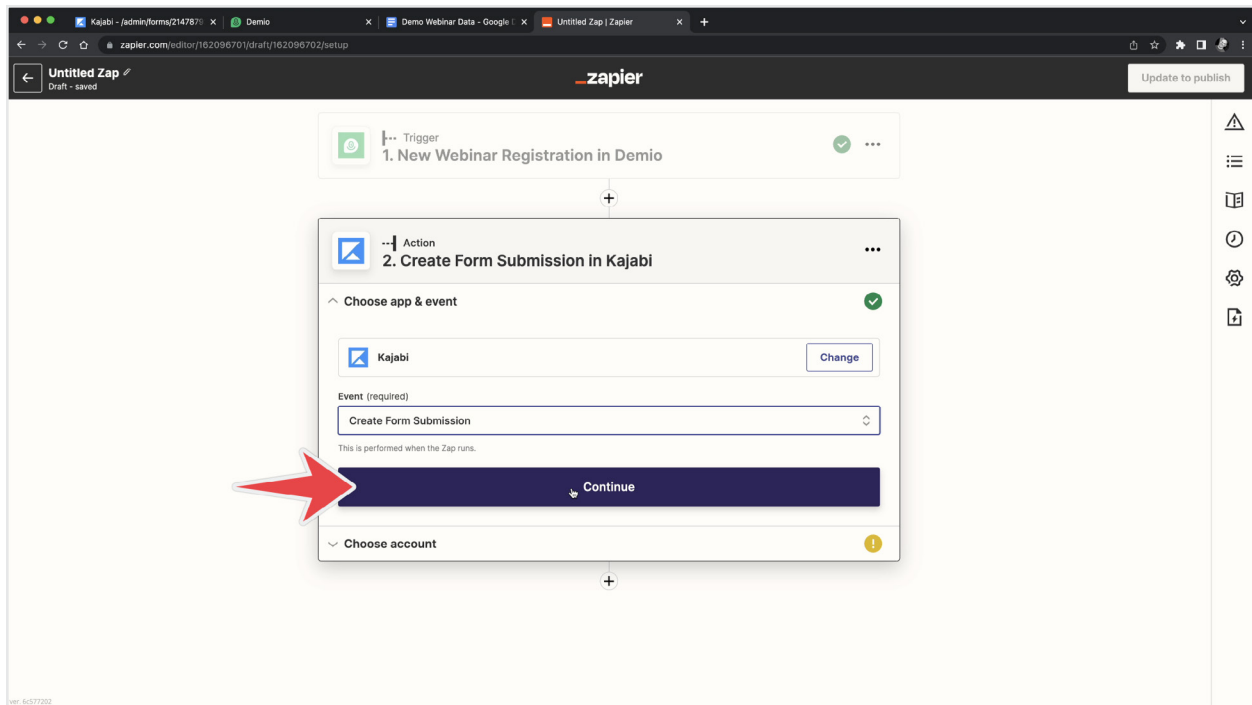 Kajabi - /admin/forms/2147879
Demio
Demo Webinar Data - Google
Untitled Zap | Zapier
zapier.com/editor/162096701/draft/162096702/setup
Untitled Zap
Draft - saved
_zapier
Update to publish
Trigger
1. New Webinar Registration in Demio
Action
2. Create Form Submission in Kajabi
Choose app & event
Kajabi
Change
Event (required)
Create Form Submission
This is performed when the Zap runs.
Continue
Choose account
ver. 6c577202